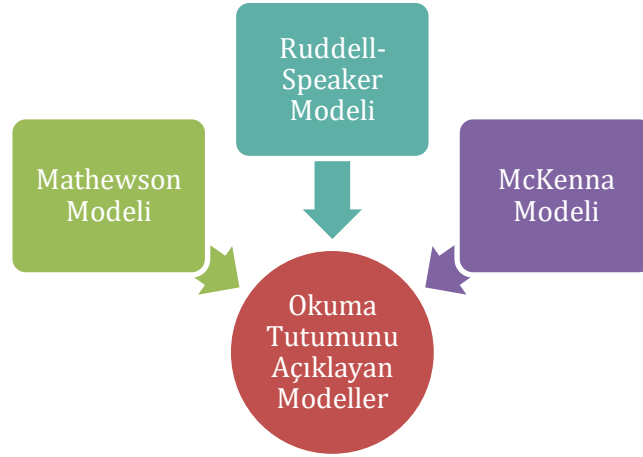 Ruddell-
Speaker
Modeli
Mathewson
Modeli
McKenna
Modeli
Okuma
Tutumunu
Açıklayan
Modeller